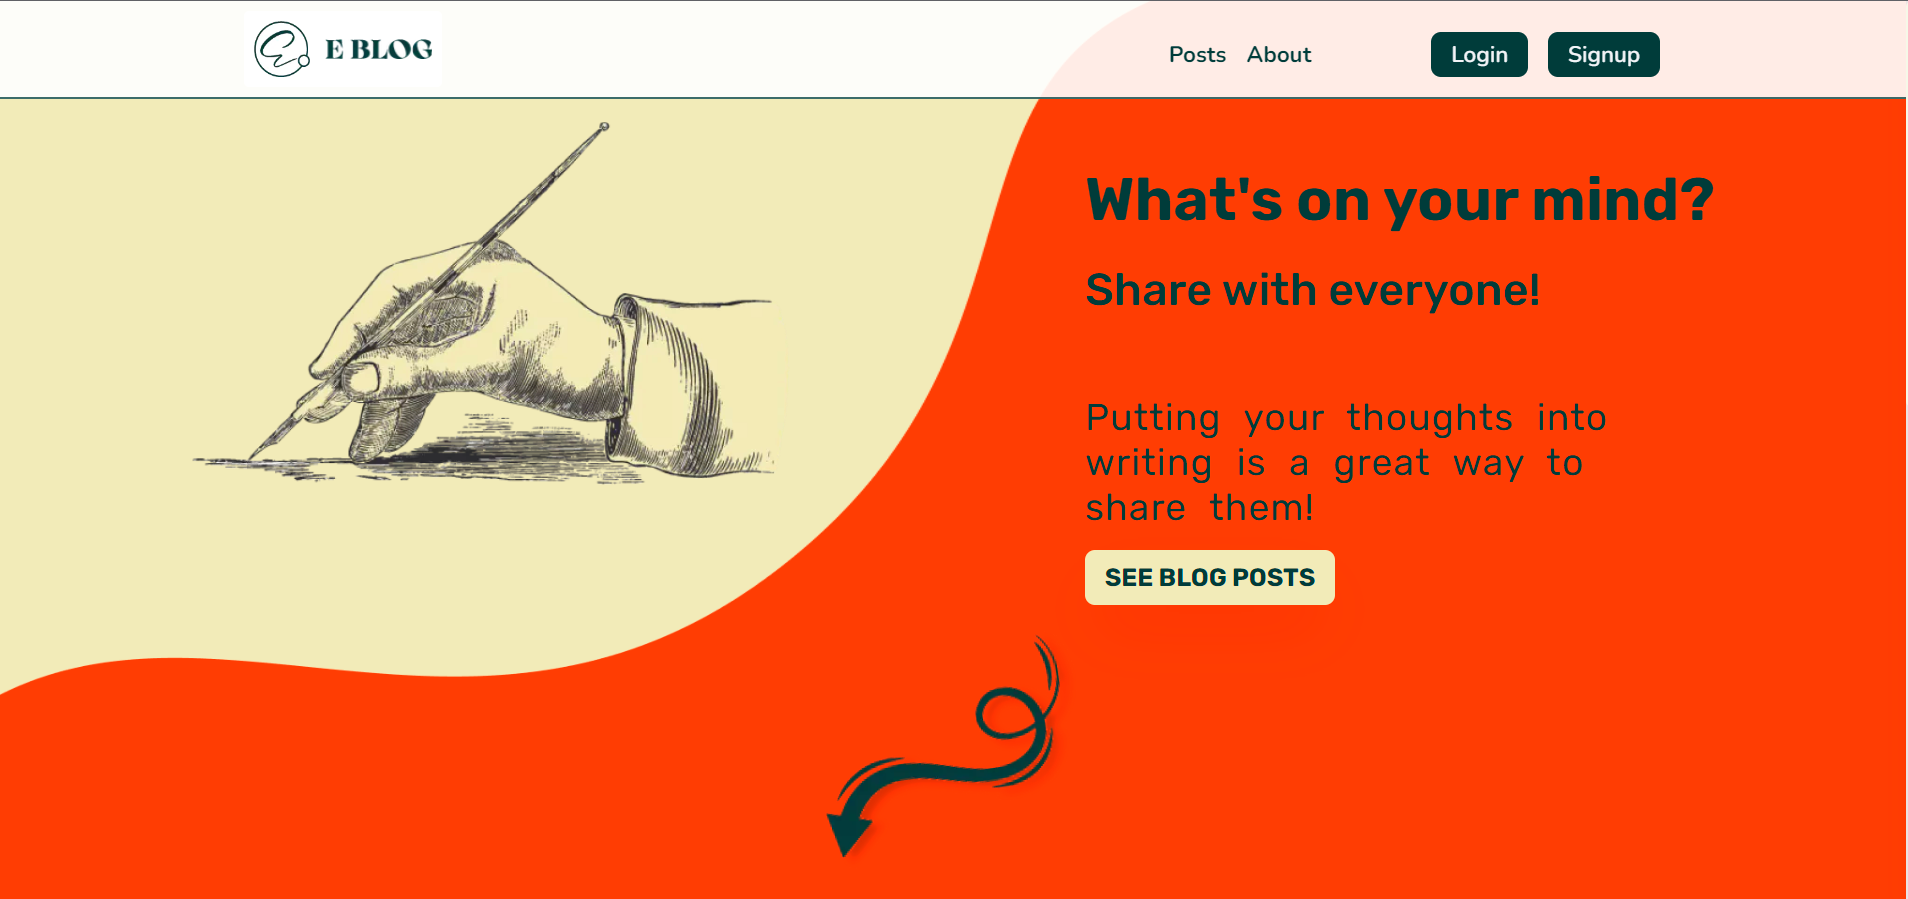 E BLOG
Posts About Login Signup
What's on your mind?
Share with everyone!
Putting your thoughts into
writing is a great way to
share them!
SEE BLOG POSTS